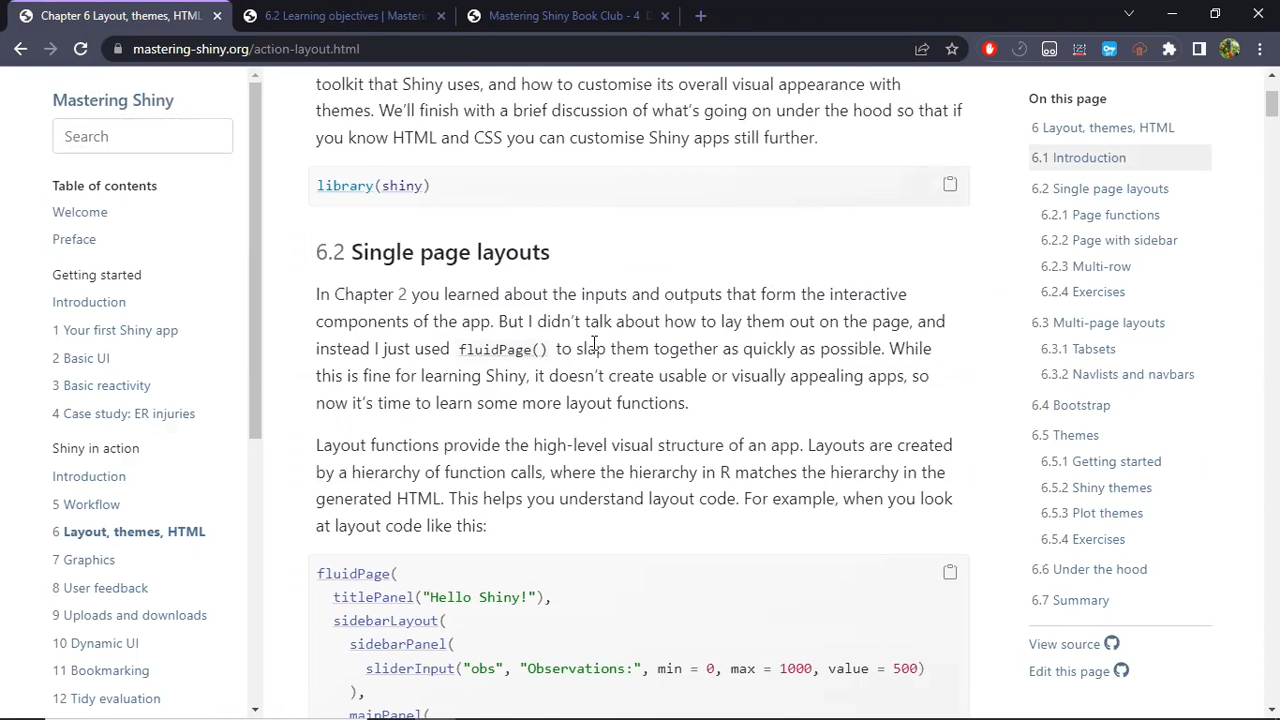 Chapter 6 Layout, themes, HTML
6.2 Learning objectives | Masteri
Mastering Shiny Book Club - 4
mastering-shiny.org/action-layout.html
Mastering Shiny
Search
Table of contents
Welcome
Preface
Getting started
Introduction
1 Your first Shiny app
2 Basic UI
3 Basic reactivity
4 Case study: ER injuries
Shiny in action
Introduction
5 Workflow
6 Layout, themes, HTML
7 Graphics
8 User feedback
9 Uploads and downloads
10 Dynamic UI
11 Bookmarking
12 Tidy evaluation
toolkit that Shiny uses, and how to customise its overall visual appearance with
themes. We'll finish with a brief discussion of what's going on under the hood so that if
you know HTML and CSS you can customise Shiny apps still further.
library(shiny)
6.2 Single page layouts
In Chapter 2 you learned about the inputs and outputs that form the interactive
components of the app. But I didn't talk about how to lay them out on the page, and
instead I just used fluidPage() to slap them together as quickly as possible. While
this is fine for learning Shiny, it doesn't create usable or visually appealing apps, so
now it's time to learn some more layout functions.
Layout functions provide the high-level visual structure of an app. Layouts are created
by a hierarchy of function calls, where the hierarchy in R matches the hierarchy in the
generated HTML. This helps you understand layout code. For example, when you look
at layout code like this:
fluidPage(
titlePanel("Hello Shiny!"),
sidebarLayout(
sidebarPanel(
sliderInput("obs", "Observations:", min = 0, max = 1000, value = 500)
),
mainPanel(
On this page
6 Layout, themes, HTML
6.1 Introduction
6.2 Single page layouts
6.2.1 Page functions
6.2.2 Page with sidebar
6.2.3 Multi-row
6.2.4 Exercises
6.3 Multi-page layouts
6.3.1 Tabsets
6.3.2 Navlists and navbars
6.4 Bootstrap
6.5 Themes
6.5.1 Getting started
6.5.2 Shiny themes
6.5.3 Plot themes
6.5.4 Exercises
6.6 Under the hood
6.7 Summary
View source
Edit this page